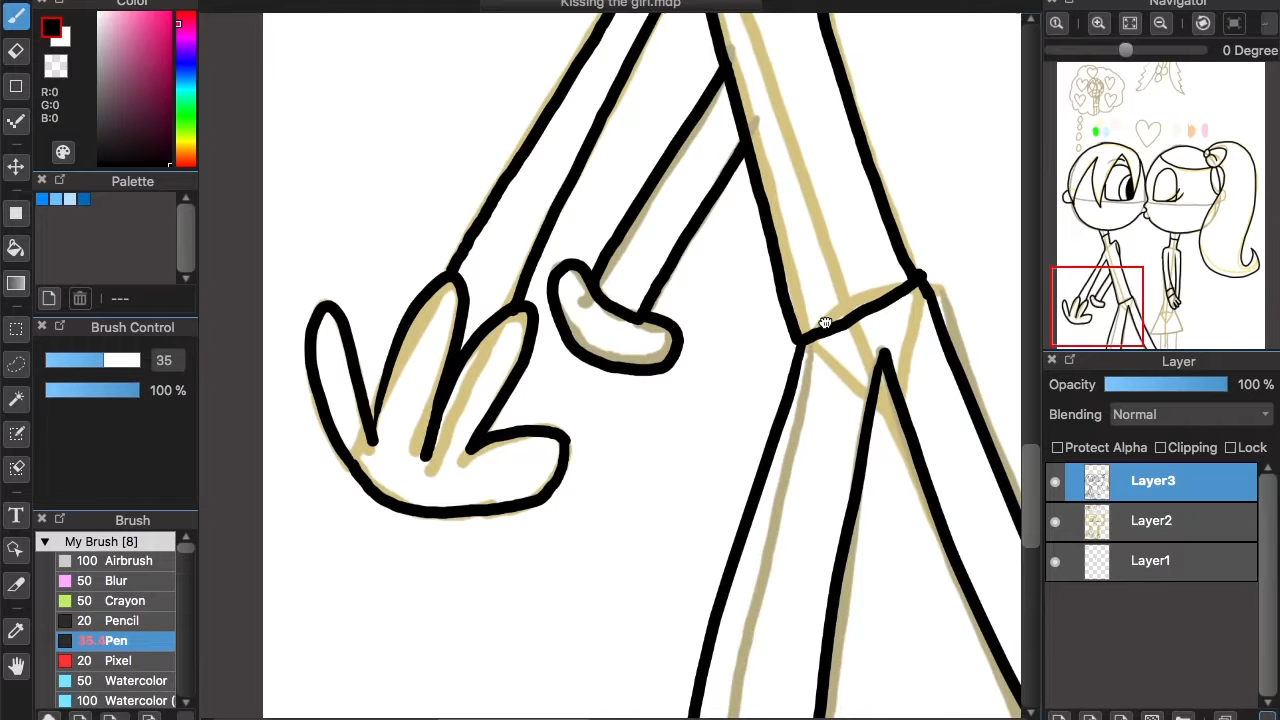 Color
Kissing the girl.mdp
Navigator
0 Degree
R:0
G:0
B:0
Palette
---
Brush Control
35
100 %
Brush
My Brush [8]
100 Airbrush
50 Blur
50 Crayon
20 Pencil
35.4 Pen
20 Pixel
50 Watercolor
100 Watercolor (
T
Layer
Opacity 100 %
Blending Normal
Protect Alpha Clipping Lock
Layer3
Layer2
Layer1